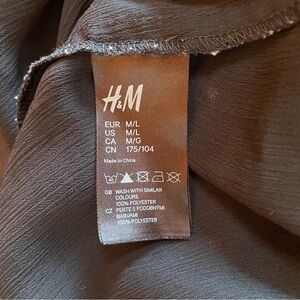 H&M
EUR M/L
US M/L
CA M/G
CN 175/104
Made in China
GB WASH WITH SIMILAR
COLOURS
100% POLYESTER
CZ PERTE S PODOBNÝMI
BARVAMI
100% POLYESTER